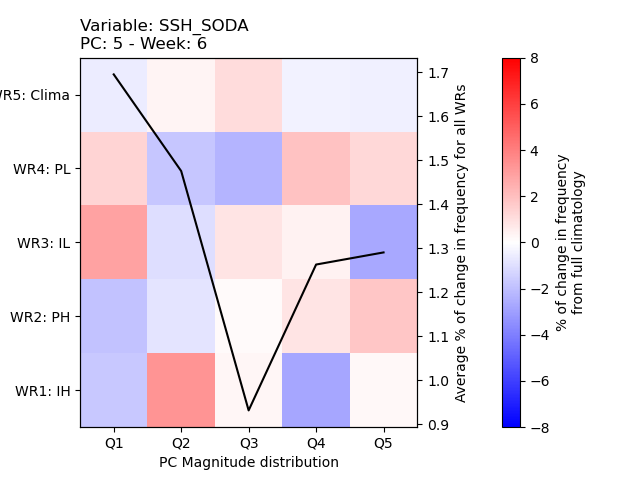 Variable: SSH_SODA
PC: 5 - Week: 6
R5: Clima
WR4: PL
WR3: IL
WR2: PH
WR1: IH
Q1 Q2 Q3 Q4 Q5
PC Magnitude distribution
1.7
1.6
1.5
1.4
1.3
1.2
1.1
1.0
0.9
Average % of change in frequency for all WRs
8
6
4
2
0
−2
−4
−6
−8
% of change in frequency
from full climatology